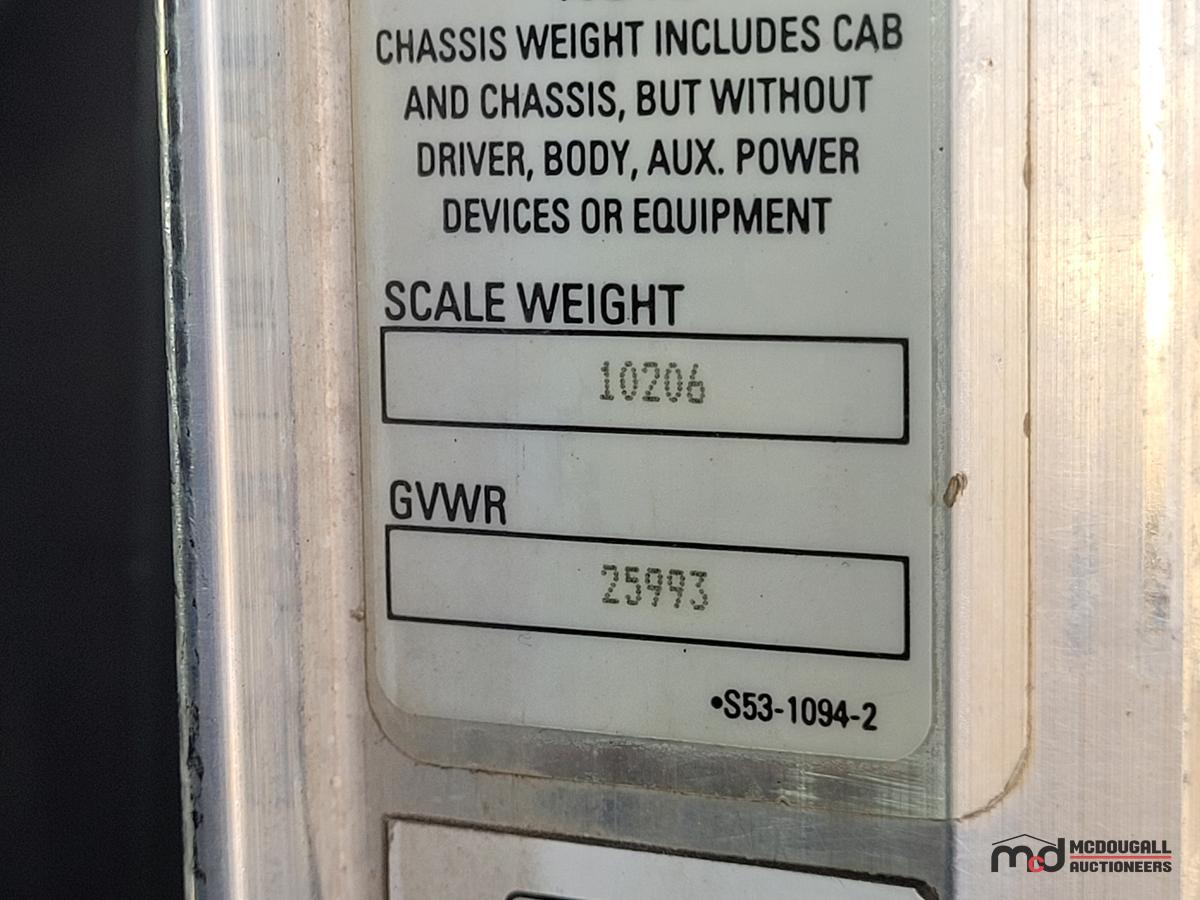 CHASSIS WEIGHT INCLUDES CAB
AND CHASSIS, BUT WITHOUT
DRIVER, BODY, AUX. POWER
DEVICES OR EQUIPMENT
SCALE WEIGHT
10206
GVWR
25993
•S53-1094-2
mcd MCDOUGALL
AUCTIONEERS